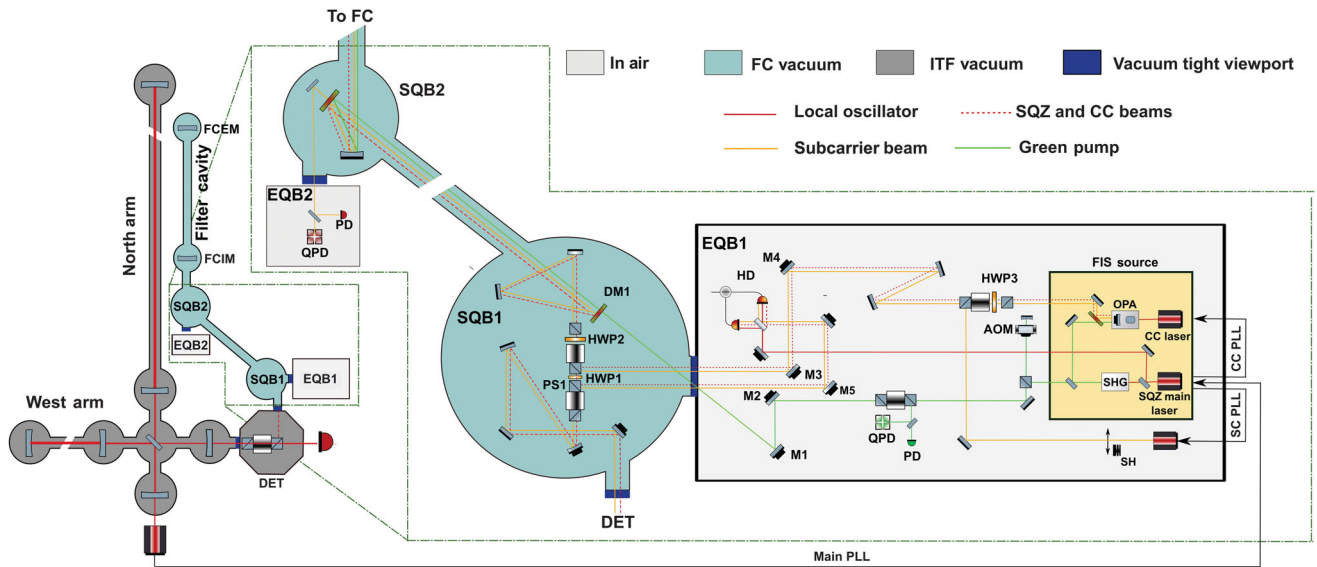 To FC
In air
FC vacuum
ITF vacuum
Vacuum tight viewport
Local oscillator
SQZ and CC beams
Subcarrier beam
Green pump
SQB2
FCEM
Filter cavity
North arm
FCIM
SQB2
EQB2
SQB1
EQB1
West arm
DET
EQB2
PD
QPD
SQB1
DM1
HWP2
HWP1
PS1
DET
EQB1
M4
HD
HWP3
FIS source
OPA
CC laser
AOM
M3
M5
M2
SHG
SQZ main
laser
QPD
PD
M1
SH
CC PLL
SC PLL
Main PLL